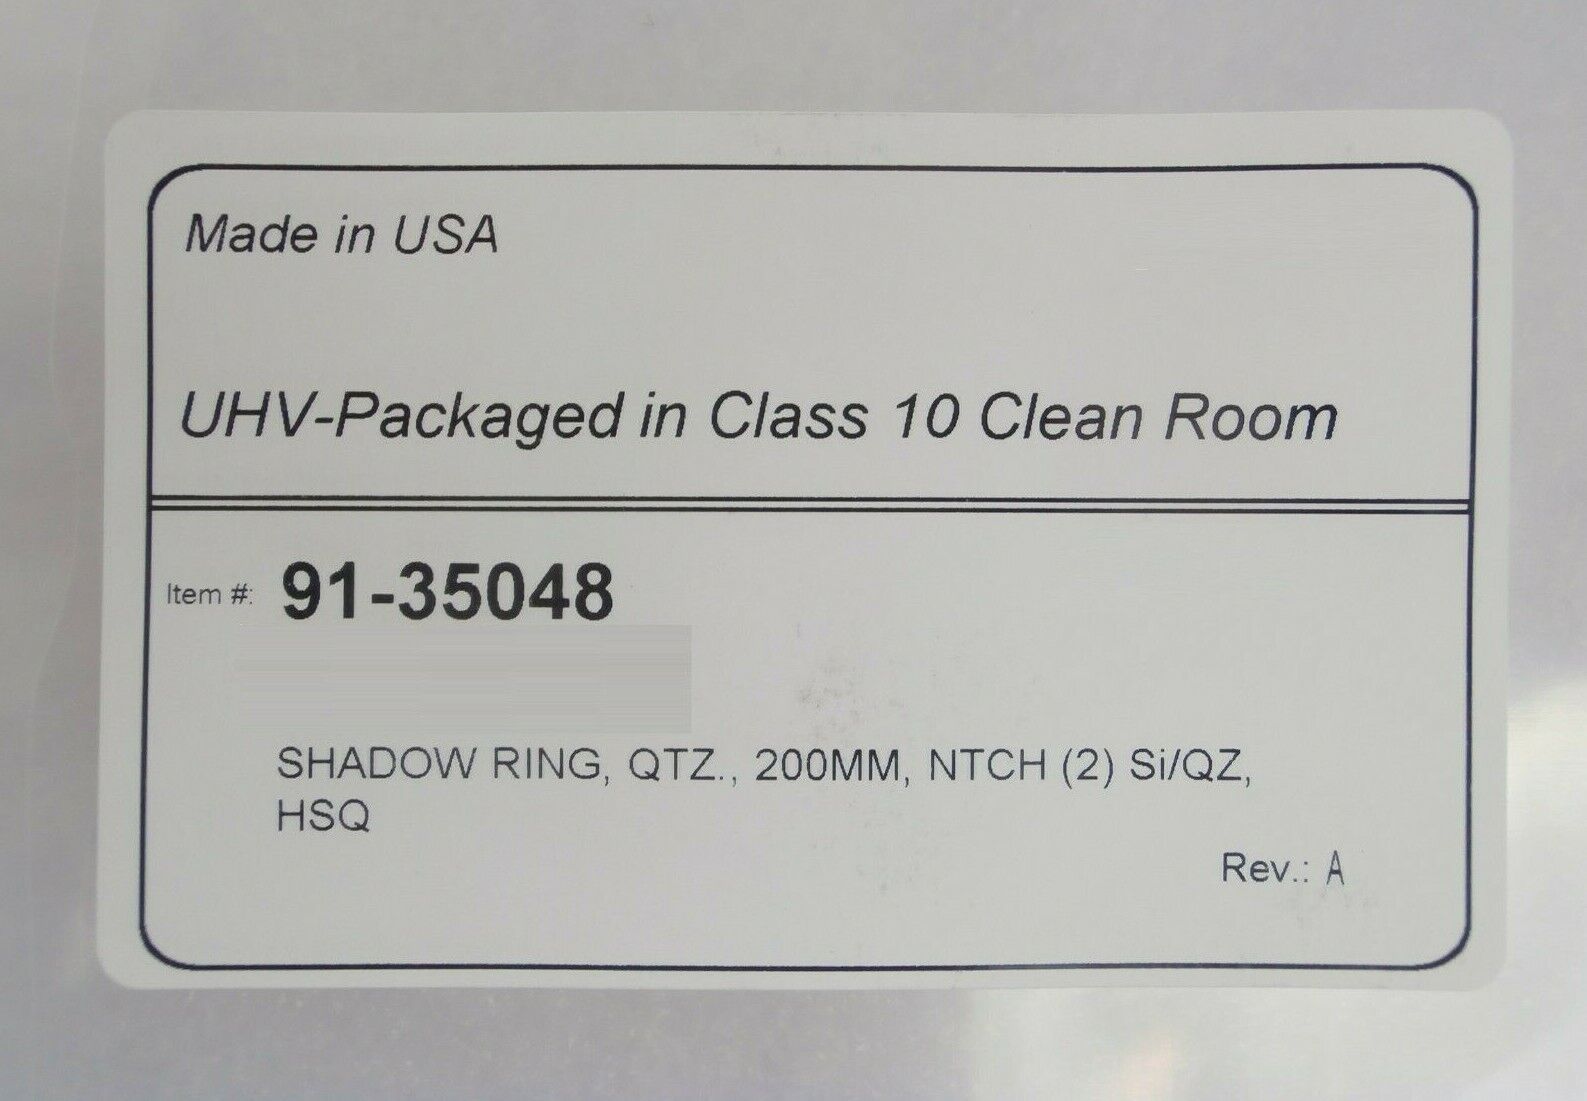 Made in USA
UHV-Packaged in Class 10 Clean Room
Item #: 91-35048
SHADOW RING, QTZ., 200MM, NTCH (2) Si/QZ,
HSQ
Rev.: A